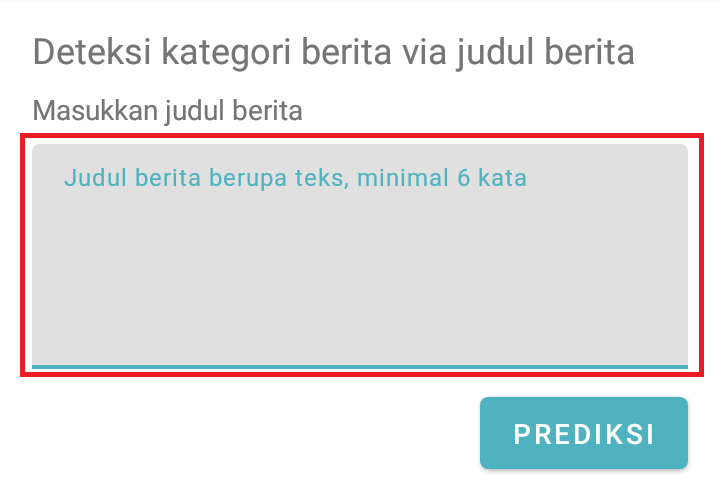 Deteksi kategori berita via judul berita
Masukkan judul berita
Judul berita berupa teks, minimal 6 kata
PREDIKSI